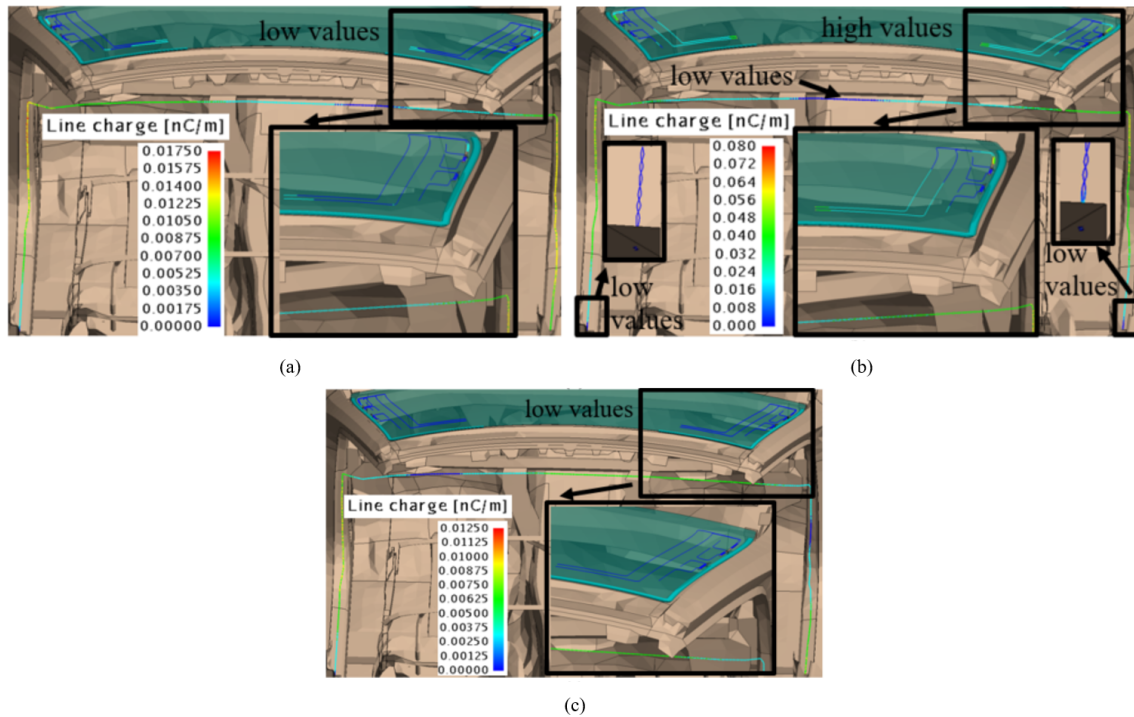 low values
Line charge [nC/m]
0.01750
0.01575
0.01400
0.01225
0.01050
0.00875
0.00700
0.00525
0.00350
0.00175
0.00000
(a)
high values
low values
Line charge [nC/m]
0.080
0.072
0.064
0.056
0.048
0.040
0.032
0.024
0.016
0.008
0.000
low
values
low
values
(b)
low values
Line charge [nC/m]
0.01250
0.01125
0.01000
0.00875
0.00750
0.00625
0.00500
0.00375
0.00250
0.00125
0.00000
(c)